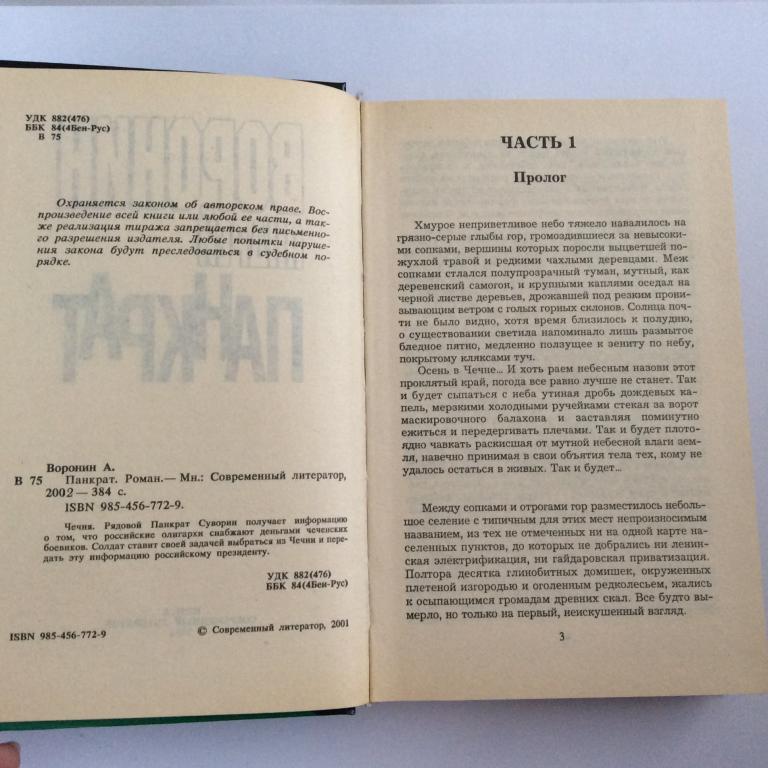 УДК 882(476)
ББК 84(4Беи-Рус)
В 75
Охраняется законом об авторском праве. Вос-
произведение всей книги или любой ее части, а так-
же реализация тиража запрещается без письменно-
го разрешения издателя. Любые попытки наруше-
ния закона будут преследоваться в судебном по-
рядке.
Воронин А.
В 75 Панкрат. Роман.— Мн.: Современный литератор,
2002— 384 с.
ISBN 985-456-772-9.
Чечня. Рядовой Панкрат Суворин получает информацию
о том, что российские олигархи снабжают деньгами чеченских
боевиков. Солдат ставит своей задачей выбраться из Чечни и пере-
дать эту информацию российскому президенту.
УДК 882(476)
ББК 84(4Беи-Рус)
ISBN 985-456-772-9
© Современный литератор, 2001
ЧАСТЬ 1
Пролог
Хмурое неприветливое небо тяжело навалилось на
грязно-серые глыбы гор, громоздившиеся за невысоки-
ми сопками, вершины которых поросли выцветшей по-
жухлой травой и редкими чахлыми деревцами. Меж
сопками стлался полупрозрачный туман, мутный, как
деревенский самогон, и крупными каплями оседал на
черной листве деревьев, дрожавшей под резким прони-
зывающим ветром с голых горных склонов. Солнца поч-
ти не было видно, хотя время близилось к полудню,
о существовании светила напоминало лишь размытое
бледное пятно, медленно ползущее к зениту по небу,
покрытому кляксами туч.
Осень в Чечне... И хоть раем небесным назови этот
проклятый край, погода все равно лучше не станет. Так
и будет сыпаться с неба утиная дробь дождевых ка-
пель, мерзкими холодными ручейками стекая за ворот
маскировочного балахона и заставляя поминутно
ежиться и передергивать плечами. Так и будет плото-
ядно чавкать раскисшая от мутной небесной влаги зем-
ля, навечно принимая в свои объятия тела тех, кому не
удалось остаться в живых. Так и будет...
Между сопками и отрогами гор разместилось неболь-
шое селение с типичным для этих мест непроизносимым
названием, из тех не отмеченных ни на одной карте на-
селенных пунктов, до которых не добрались ни ленин-
ская электрификация, ни гайдаровская приватизация.
Полтора десятка глинобитных домишек, окруженных
плетеной изгородью и оголенным редколесьем, жались
к осыпающимся громадам древних скал. Все будто вы-
мерло, но только на первый, неискушенный взгляд.
3